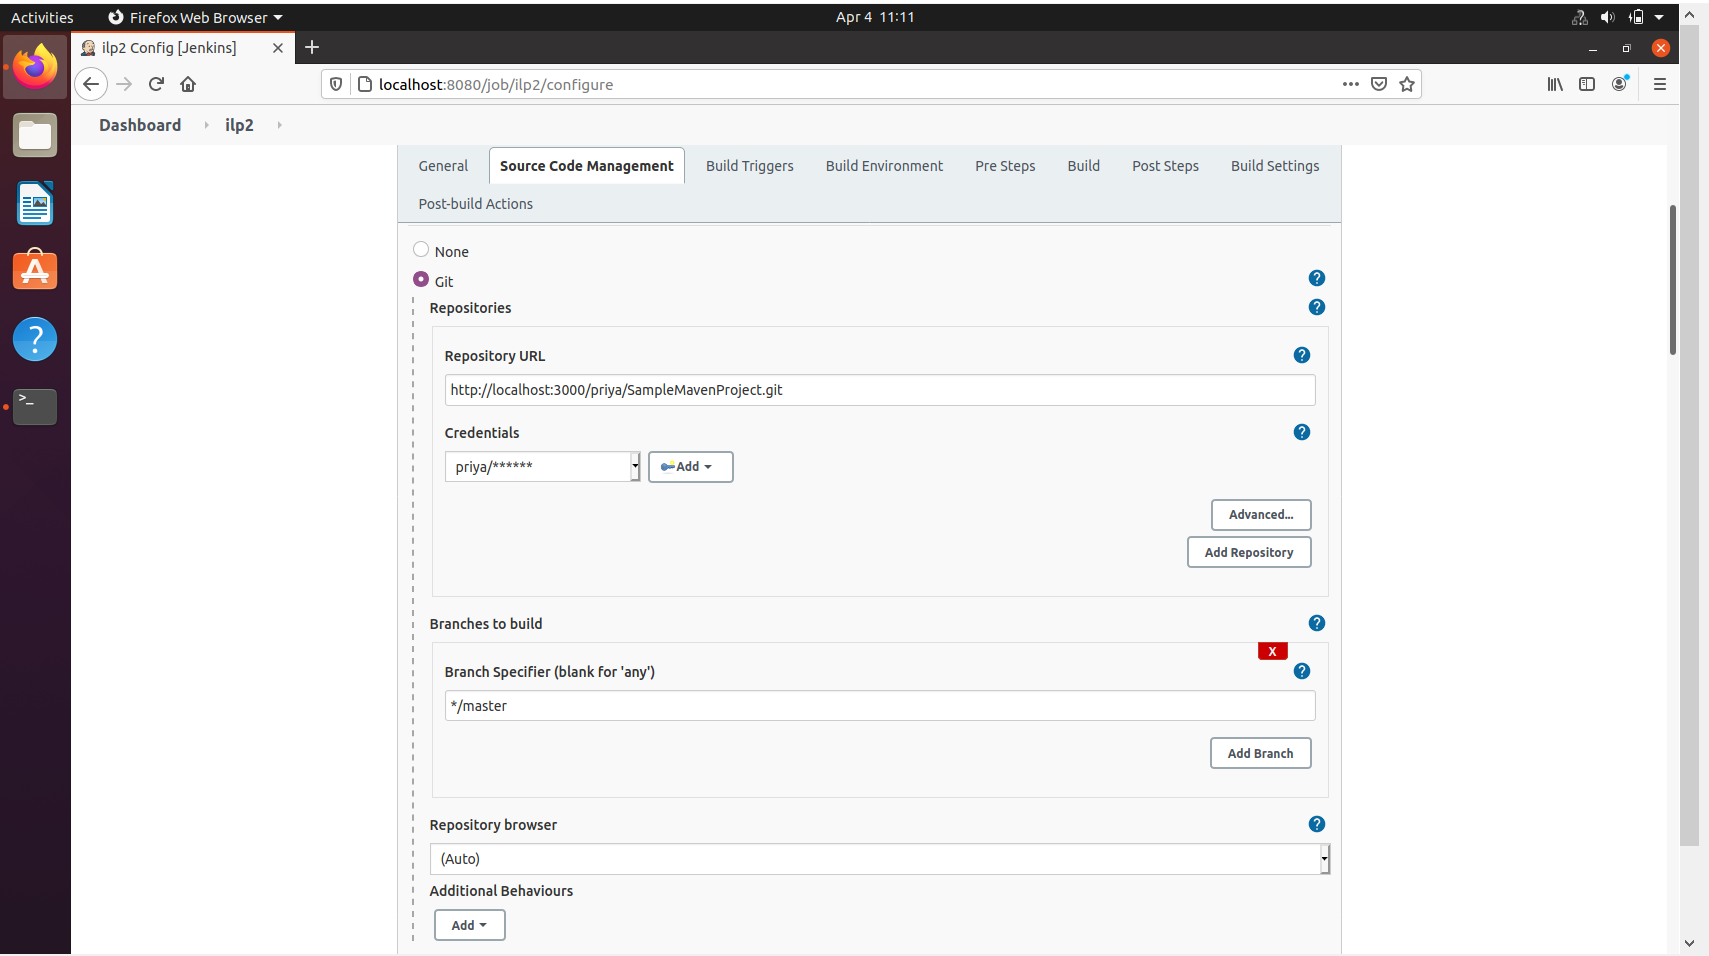 Activities Firefox Web Browser Apr 4 11:11
ilp2 Config [Jenkins]
localhost:8080/job/ilp2/configure
Dashboard ilp2
General Source Code Management Build Triggers Build Environment Pre Steps Build Post Steps Build Settings
Post-build Actions
None
Git
Repositories
Repository URL
http://localhost:3000/priya/SampleMavenProject.git
Credentials
priya/****** Add
Advanced...
Add Repository
Branches to build
X
Branch Specifier (blank for 'any')
*/master
Add Branch
Repository browser
(Auto)
Additional Behaviours
Add